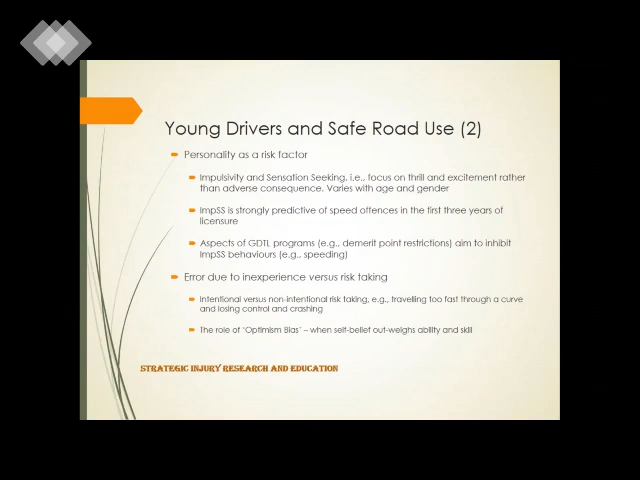 Young Drivers and Safe Road Use (2)
Personality as a risk factor
Impulsivity and Sensation Seeking, i.e., focus on thrill and excitement rather
than adverse consequence. Varies with age and gender
ImpSS is strongly predictive of speed offences in the first three years of
licensure
Aspects of GDTL programs (e.g., demerit point restrictions) aim to inhibit
ImpSS behaviours (e.g., speeding)
Error due to inexperience versus risk taking
Intentional versus non-intentional risk taking, e.g., travelling too fast through a curve
and losing control and crashing
The role of 'Optimism Bias' – when self-belief out-weighs ability and skill
STRATEGIC INJURY RESEARCH AND EDUCATION